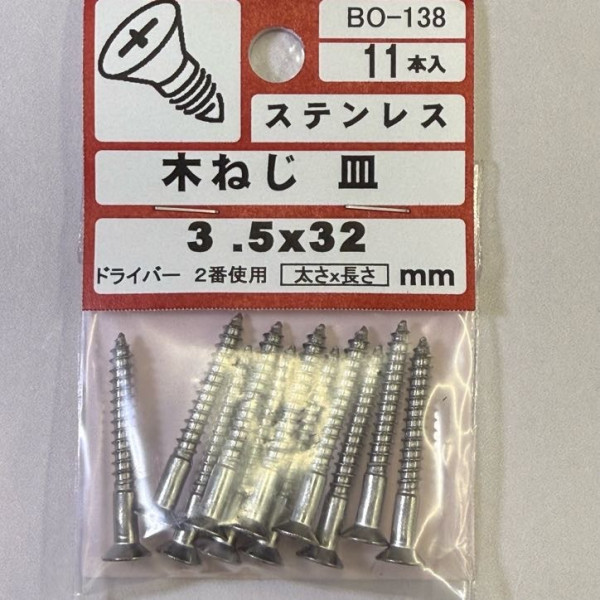 BO-138
11本入
ステンレス
木ねじ 皿
3.5x32
ドライバー 2番使用 太さx長さ mm